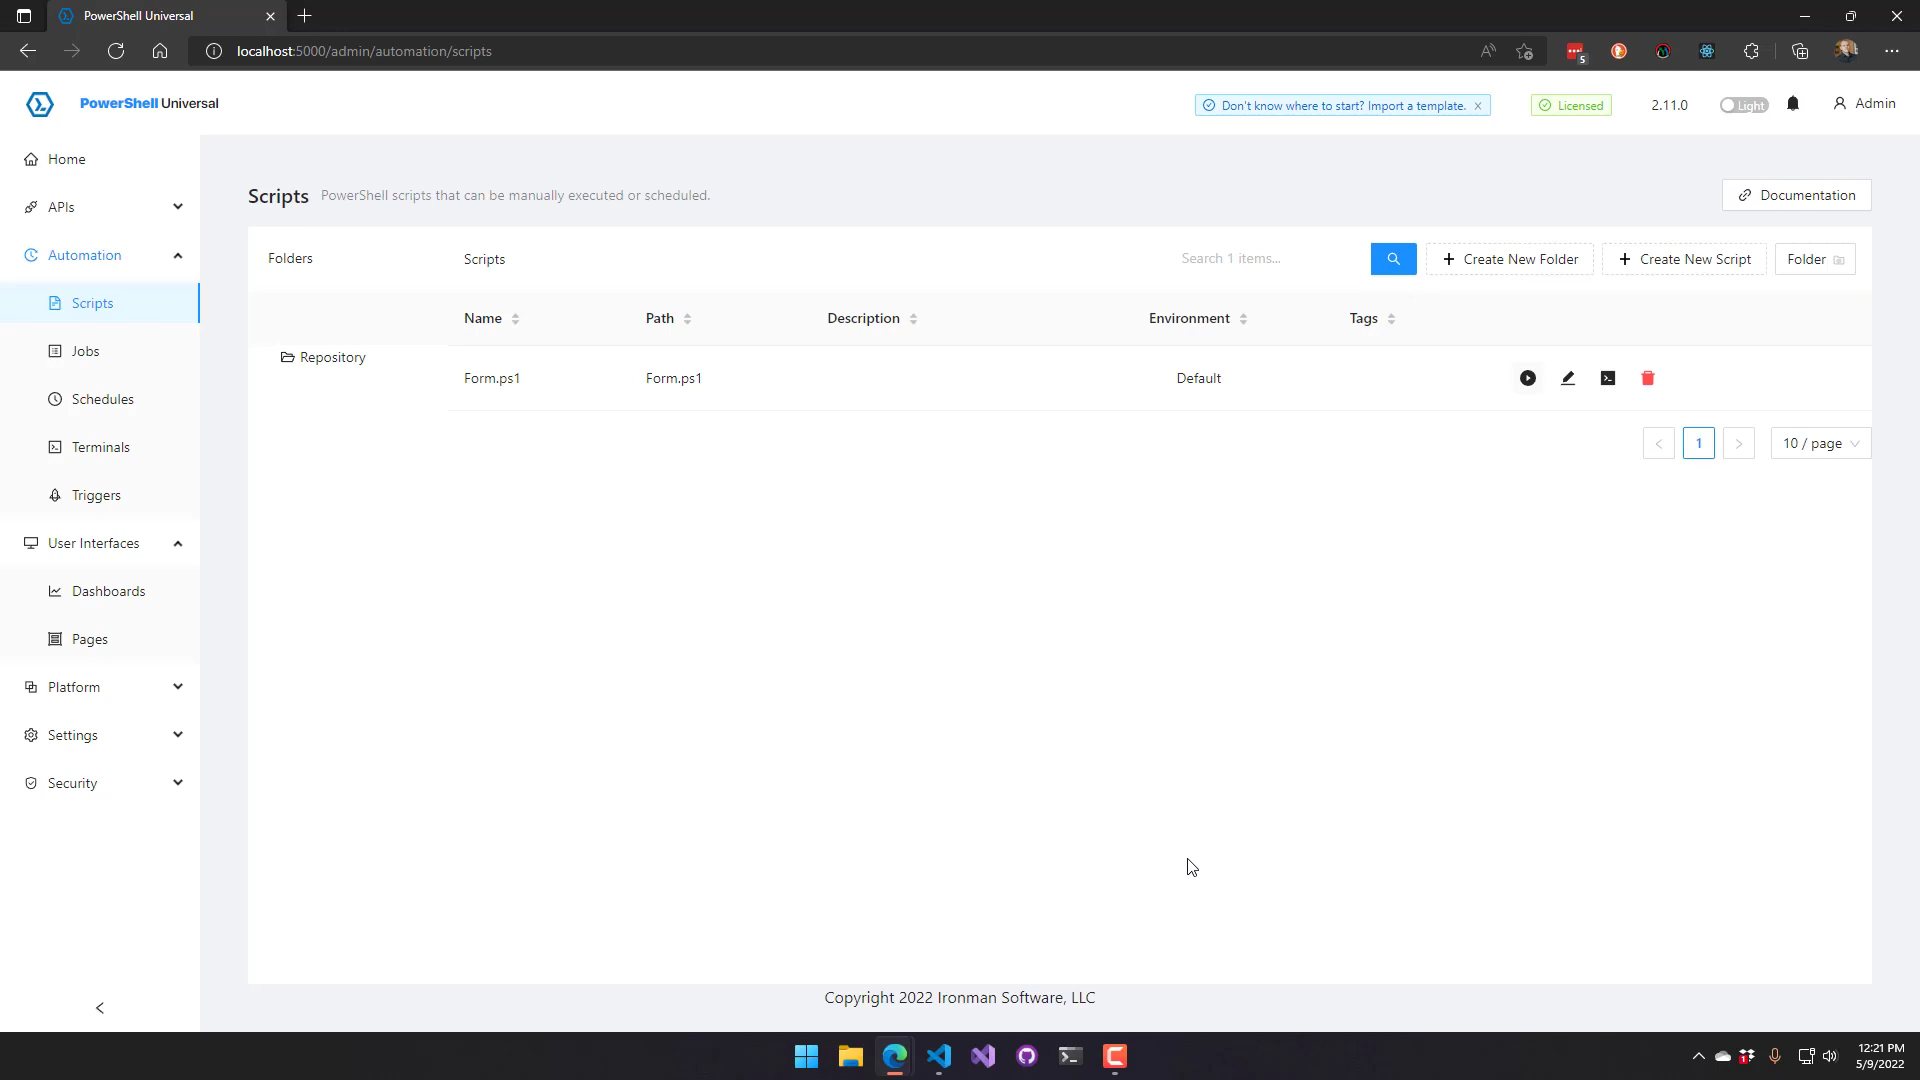 PowerShell Universal
localhost:5000/admin/automation/scripts
5
PowerShell Universal
Don't know where to start? Import a template.
Licensed
2.11.0
Light
Admin
Home
APIs
Automation
Scripts
Jobs
Schedules
Terminals
Triggers
User Interfaces
Dashboards
Pages
Platform
Settings
Security
Scripts PowerShell scripts that can be manually executed or scheduled.
Documentation
Folders
Scripts
Search 1 items...
Create New Folder
Create New Script
Folder
Name Path Description Environment Tags
Repository
Form.ps1 Form.ps1 Default
1
10 / page
Copyright 2022 Ironman Software, LLC
1
12:21 PM
5/9/2022